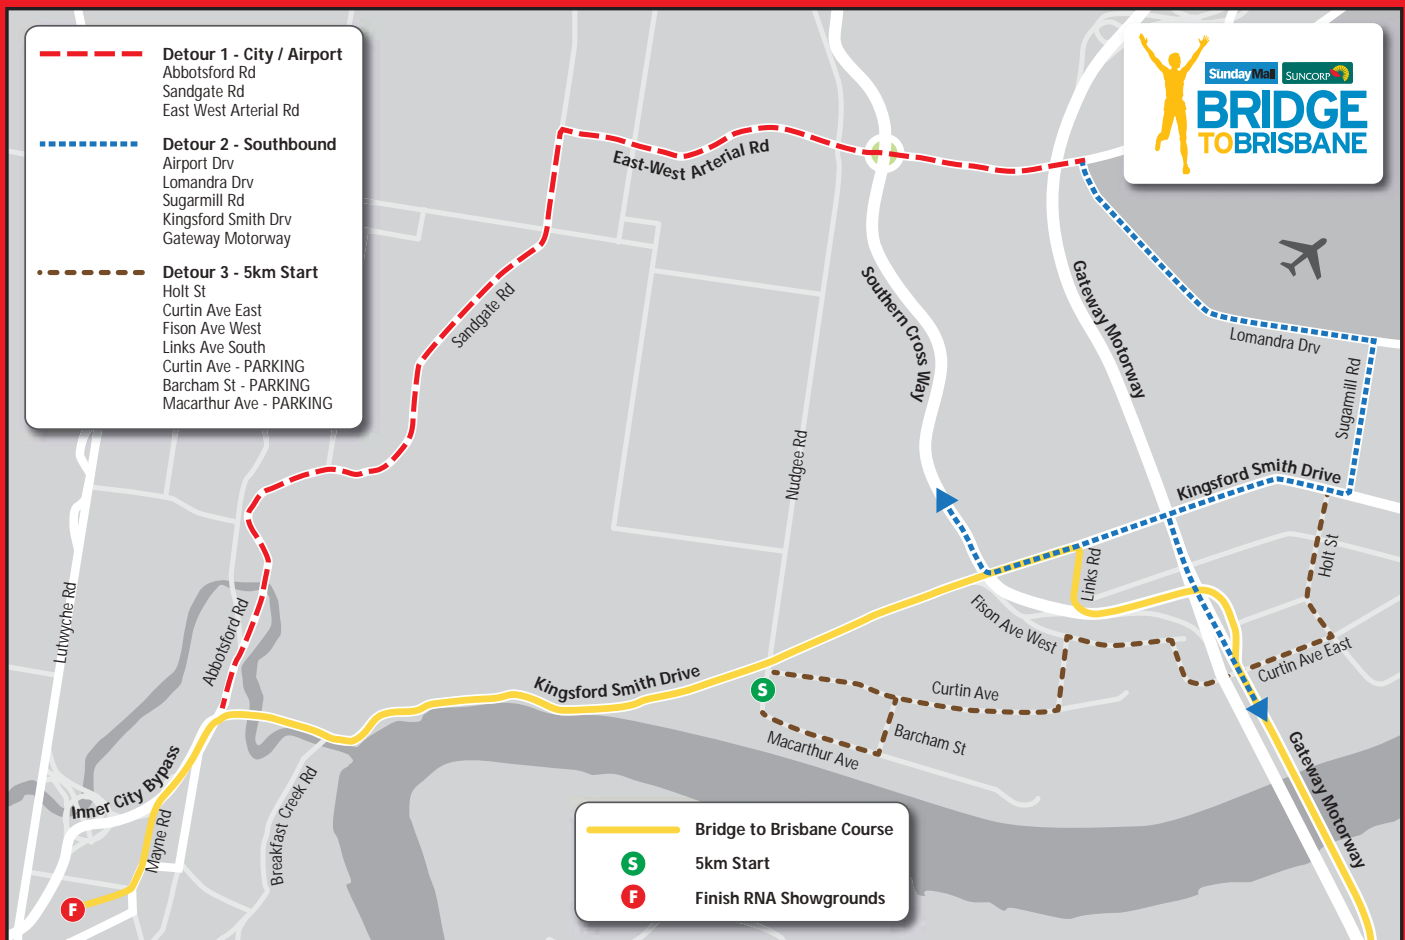 Detour 1 - City / Airport
Abbotsford Rd
Sandgate Rd
East West Arterial Rd
Detour 2 - Southbound
Airport Drv
Lomandra Drv
Sugarmill Rd
Kingsford Smith Drv
Gateway Motorway
Detour 3 - 5km Start
Holt St
Curtin Ave East
Fison Ave West
Links Ave South
Curtin Ave - PARKING
Barcham St - PARKING
Macarthur Ave - PARKING
SundayMail
SUNCORP
BRIDGE
TOBRISBANE
East-West Arterial Rd
Sandgate Rd
Southern Cross Way
Gateway Motorway
Lomandra Drv
Sugarmill Rd
Nudgee Rd
Kingsford Smith Drive
Holt St
Links Rd
Fison Ave West
Curtin Ave East
Lutwyche Rd
Abbotsford Rd
Kingsford Smith Drive
S
Curtin Ave
Barcham St
Macarthur Ave
Gateway Motorway
Inner City Bypass
Mayne Rd
Breakfast Creek Rd
F
Bridge to Brisbane Course
S 5km Start
F Finish RNA Showgrounds